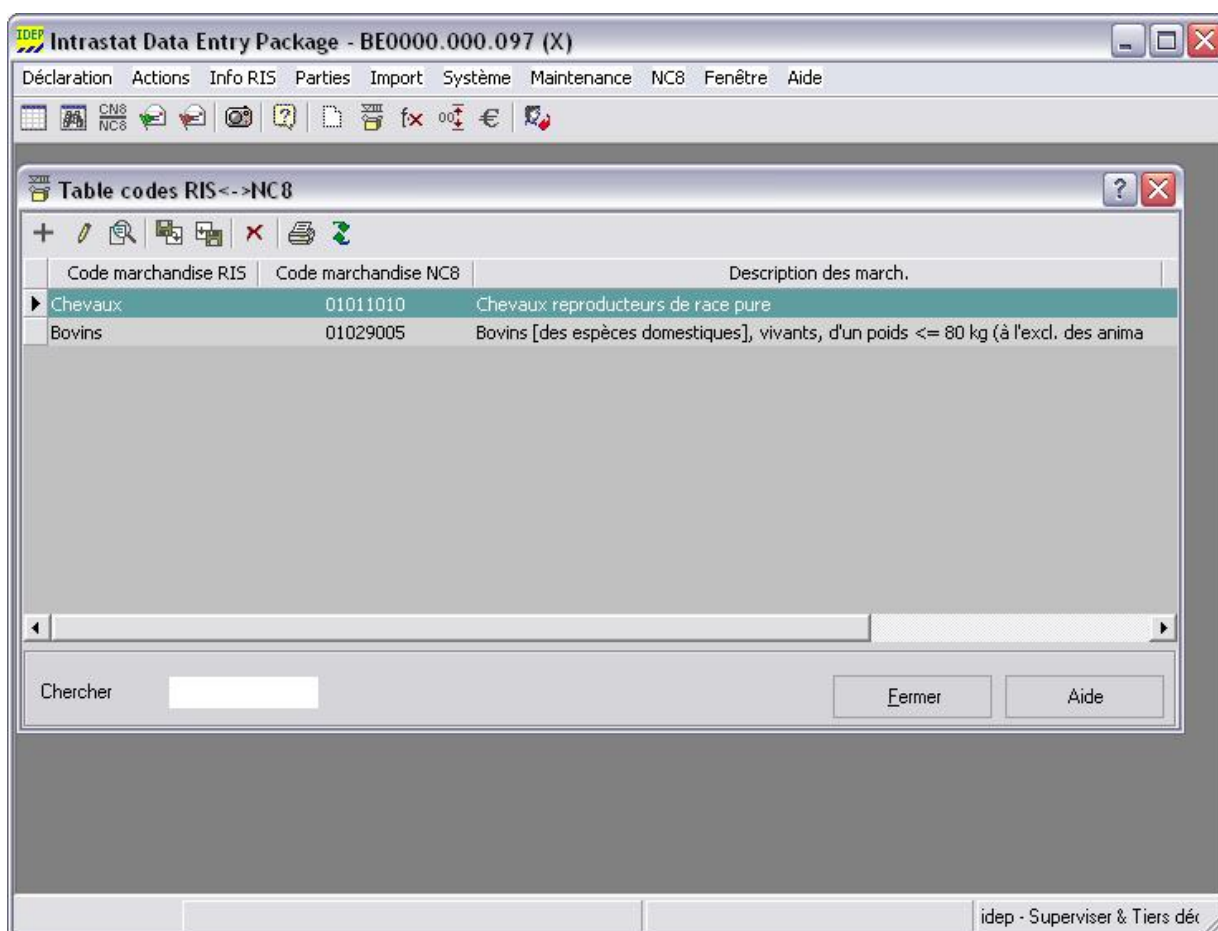 IDEP Intrastat Data Entry Package - BE0000.000.097 (X)
Déclaration Actions Info RIS Parties Import Système Maintenance NC8 Fenêtre Aide
CN8
NC8
Table codes RIS<->NC8
Code marchandise RIS Code marchandise NC8 Description des march.
Chevaux 01011010 Chevaux reproducteurs de race pure
Bovins 01029005 Bovins [des espèces domestiques], vivants, d'un poids <= 80 kg (à l'excl. des anima
Chercher Fermer Aide
idep - Superviser & Tiers déc